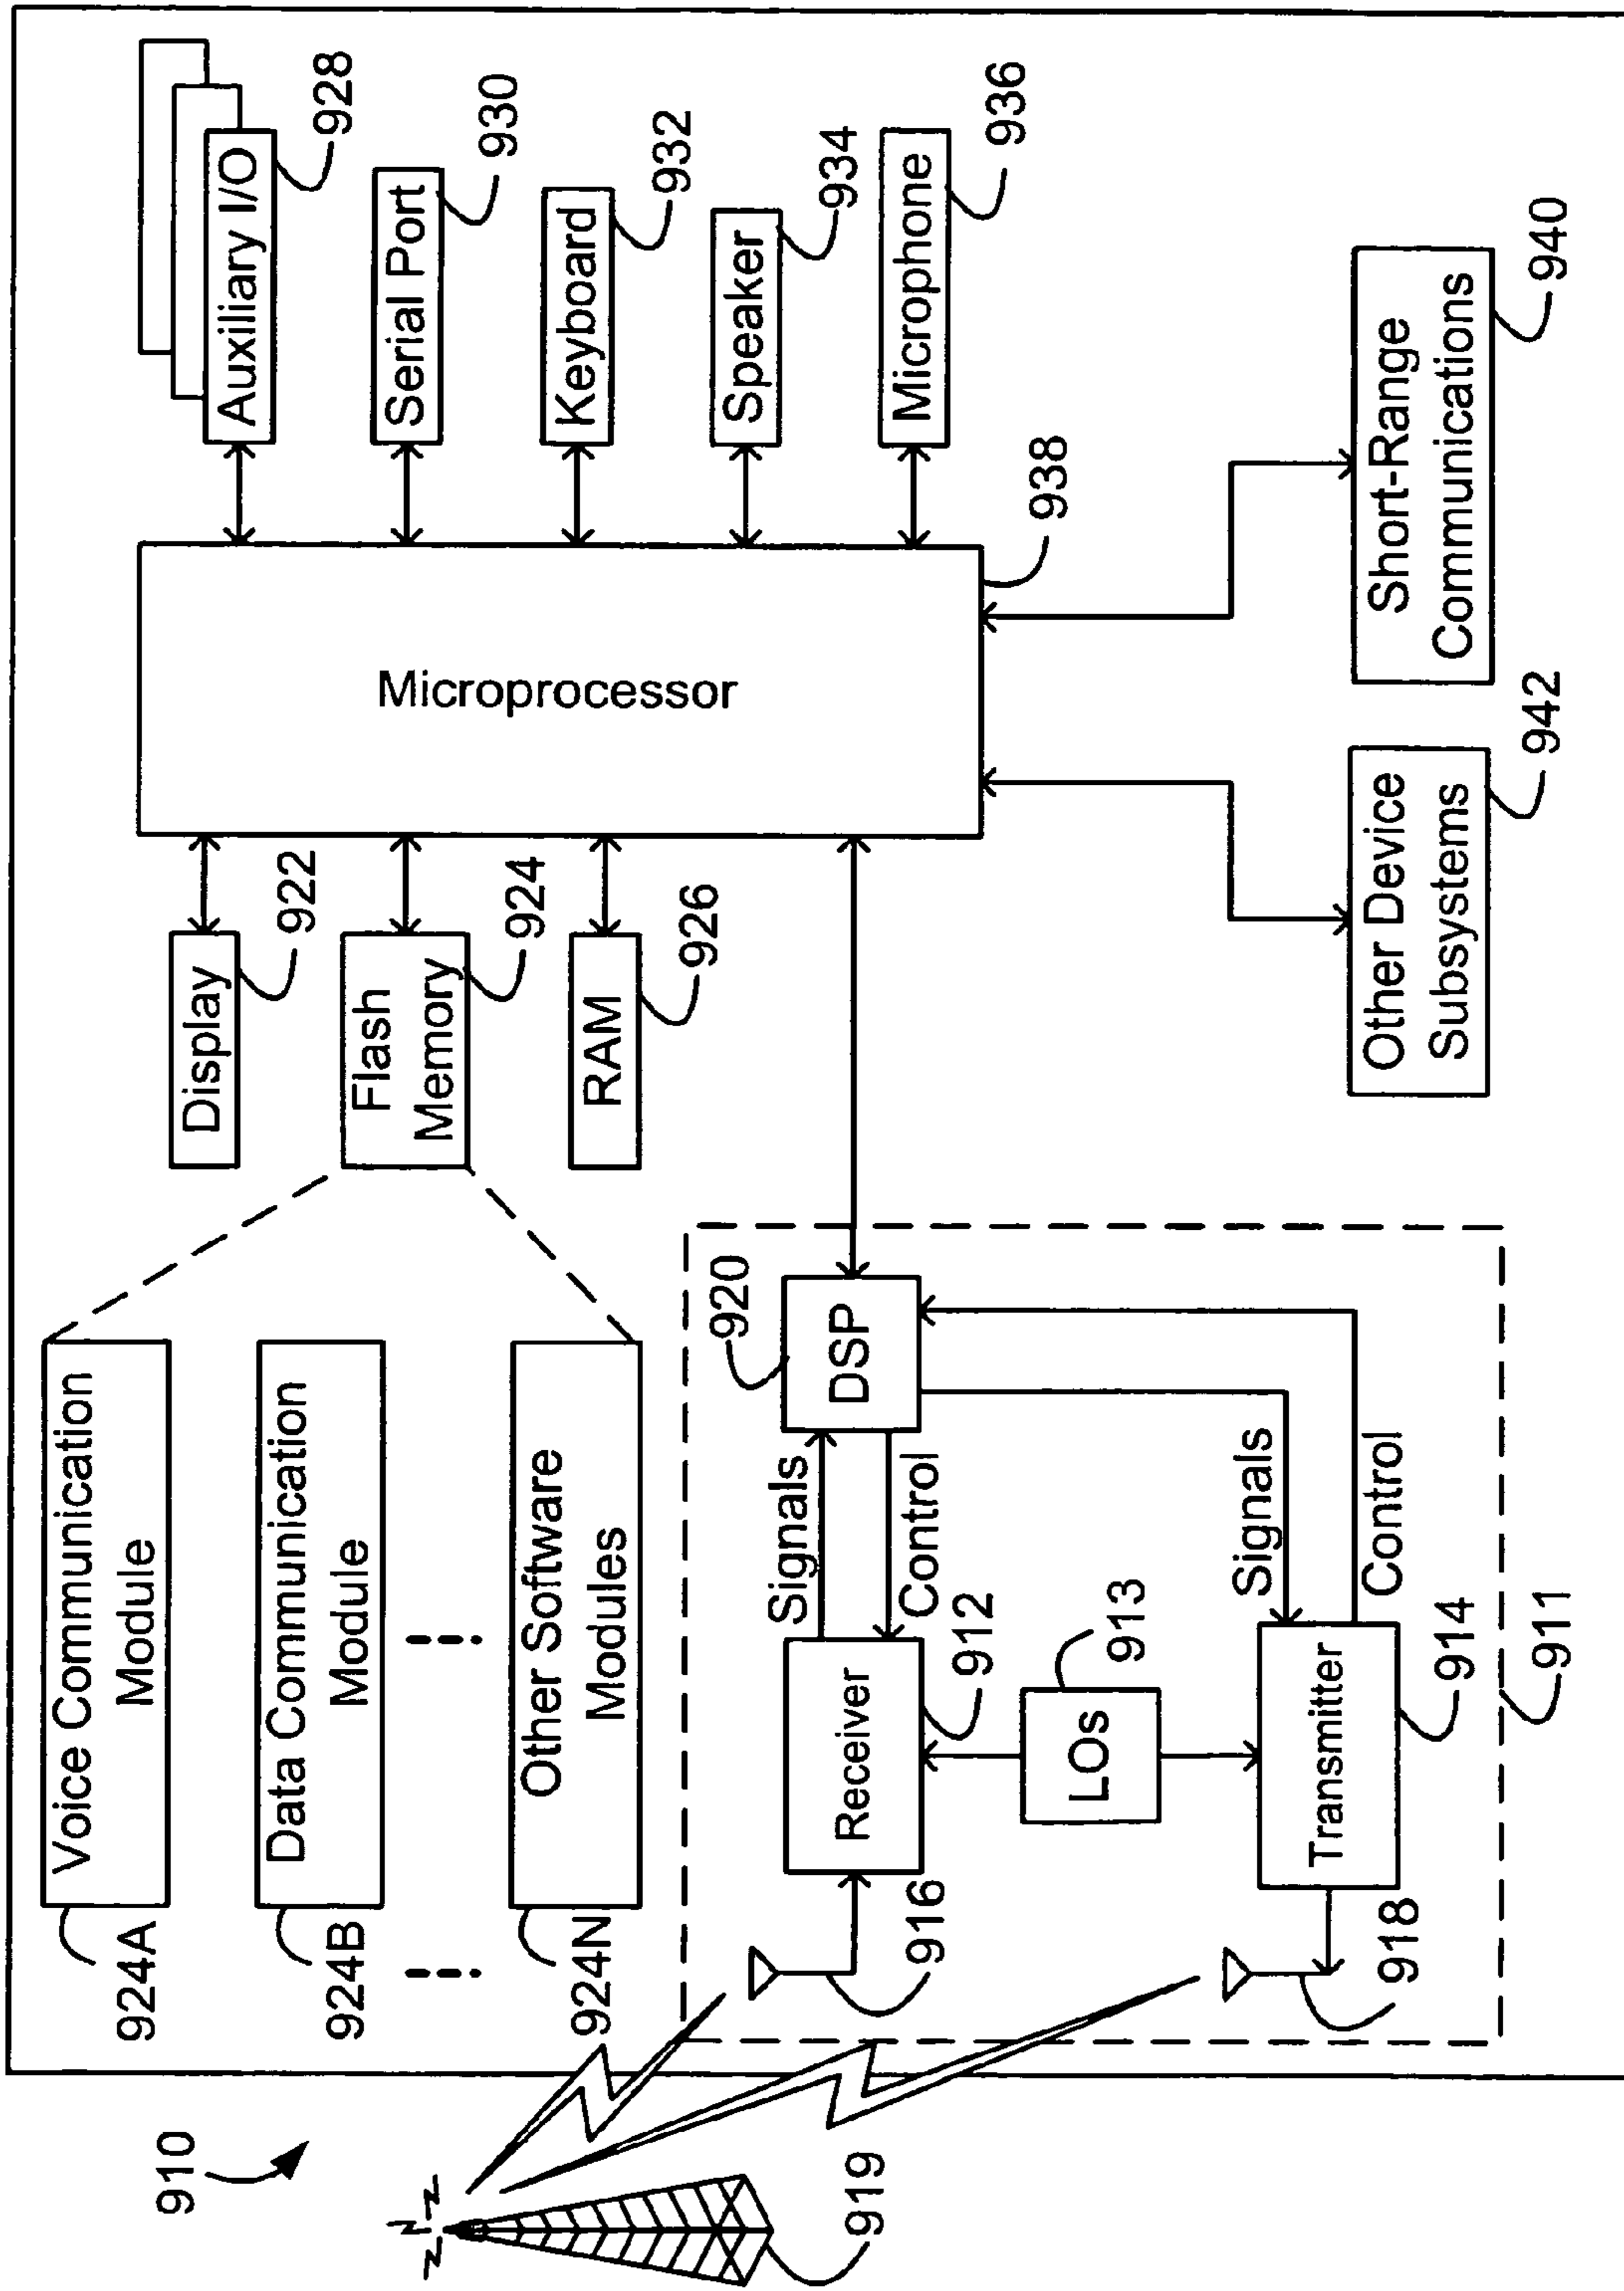 910
919
Voice Communication
Module
924A
Data Communication
Module
924B
Other Software
Modules
924N
Display
922
Flash
Memory
924
RAM
926
Microprocessor
938
Auxiliary I/O
928
Serial Port
930
Keyboard
932
Speaker
934
Microphone
936
Short-Range
Communications
940
Other Device
Subsystems
942
DSP
920
Signals
Control
Receiver
912
916
LOs
913
Signals
Control
Transmitter
914
918
911